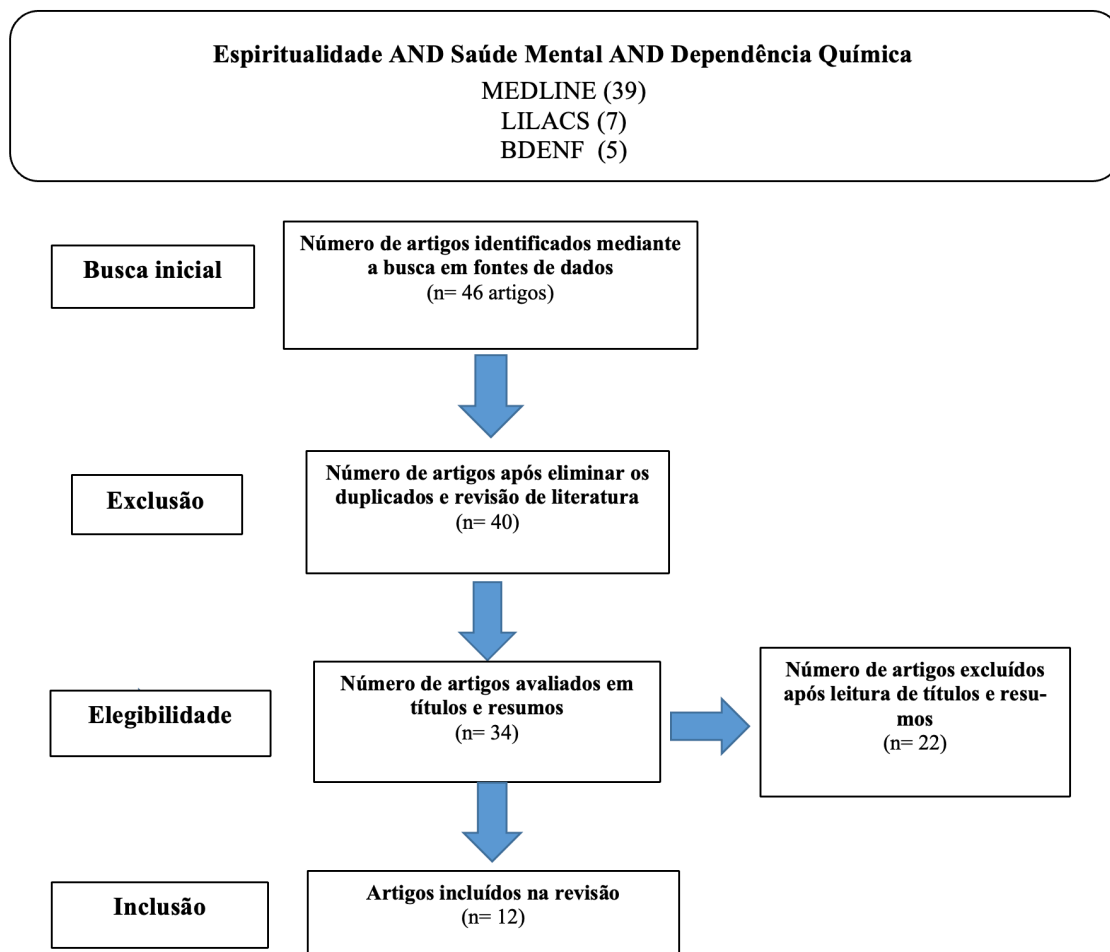 Espiritualidade AND Saúde Mental AND Dependência Química
MEDLINE (39)
LILACS (7)
BDENF (5)
Busca inicial
Número de artigos identificados mediante
a busca em fontes de dados
(n= 46 artigos)
Exclusão
Número de artigos após eliminar os
duplicados e revisão de literatura
(n= 40)
Elegibilidade
Número de artigos avaliados em
títulos e resumos
(n= 34)
Número de artigos excluídos
após leitura de títulos e resu-
mos
(n= 22)
Inclusão
Artigos incluídos na revisão
(n= 12)